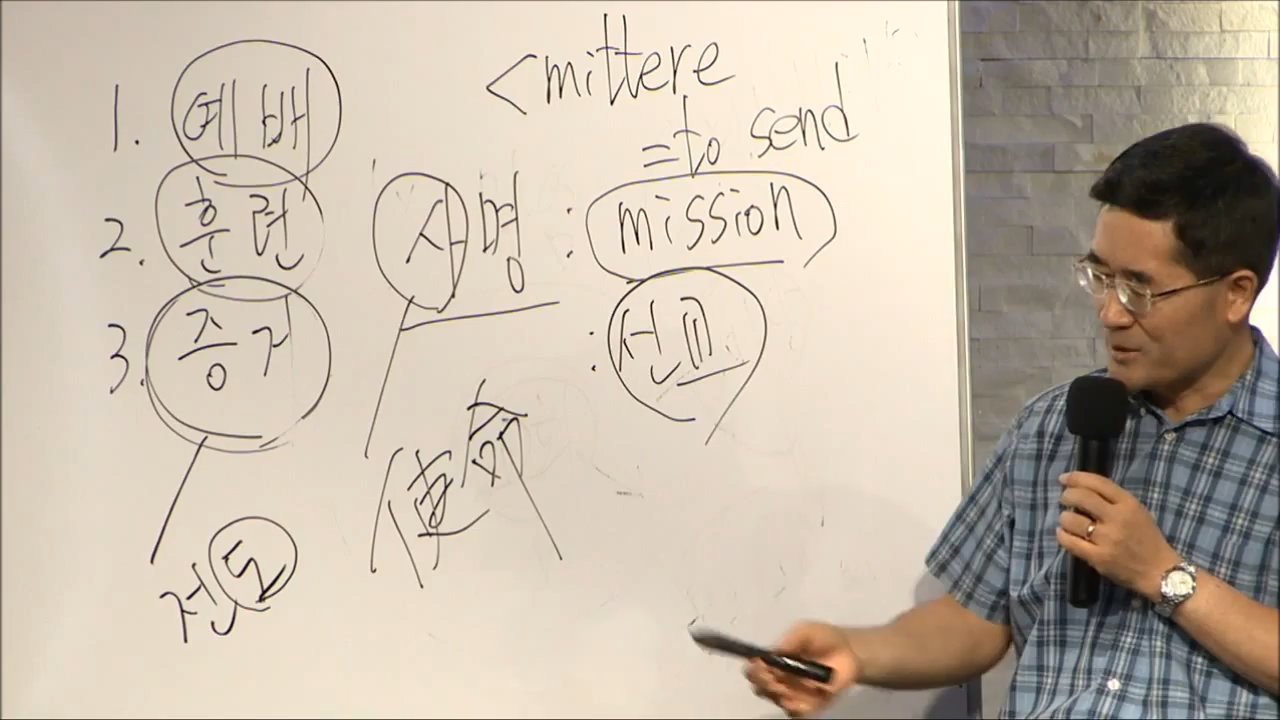 1. 예배
2. 훈련
3. 증거
전도
사명 : mission
使命
<mittere
=to send
: 선교